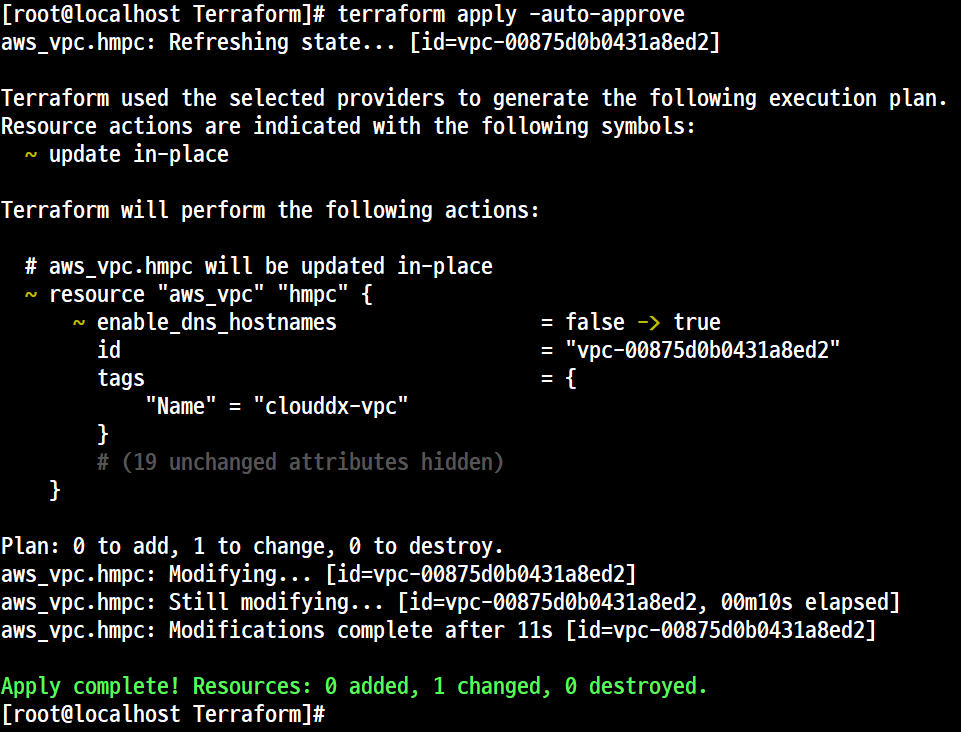 [root@localhost Terraform]# terraform apply -auto-approve
aws_vpc.hmpc: Refreshing state... [id=vpc-00875d0b0431a8ed2]
Terraform used the selected providers to generate the following execution plan.
Resource actions are indicated with the following symbols:
~ update in-place
Terraform will perform the following actions:
# aws_vpc.hmpc will be updated in-place
~ resource "aws_vpc" "hmpc" {
~ enable_dns_hostnames = false -> true
id = "vpc-00875d0b0431a8ed2"
tags = {
"Name" = "clouddx-vpc"
}
# (19 unchanged attributes hidden)
}
Plan: 0 to add, 1 to change, 0 to destroy.
aws_vpc.hmpc: Modifying... [id=vpc-00875d0b0431a8ed2]
aws_vpc.hmpc: Still modifying... [id=vpc-00875d0b0431a8ed2, 00m10s elapsed]
aws_vpc.hmpc: Modifications complete after 11s [id=vpc-00875d0b0431a8ed2]
Apply complete! Resources: 0 added, 1 changed, 0 destroyed.
[root@localhost Terraform]#